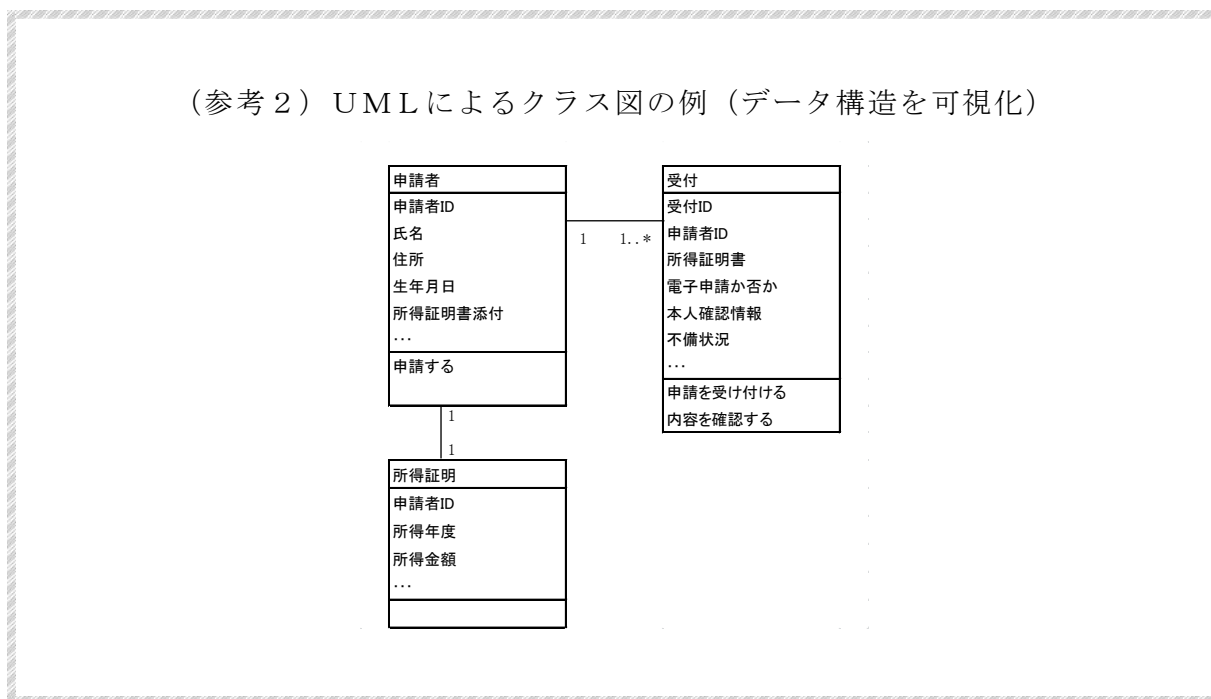 （参考２）ＵＭＬによるクラス図の例（データ構造を可視化）
申請者
申請者ID
氏名
住所
生年月日
所得証明書添付
…
申請する
1
1..*
受付
受付ID
申請者ID
所得証明書
電子申請か否か
本人確認情報
不備状況
…
申請を受け付ける
内容を確認する
1
1
所得証明
申請者ID
所得年度
所得金額
…